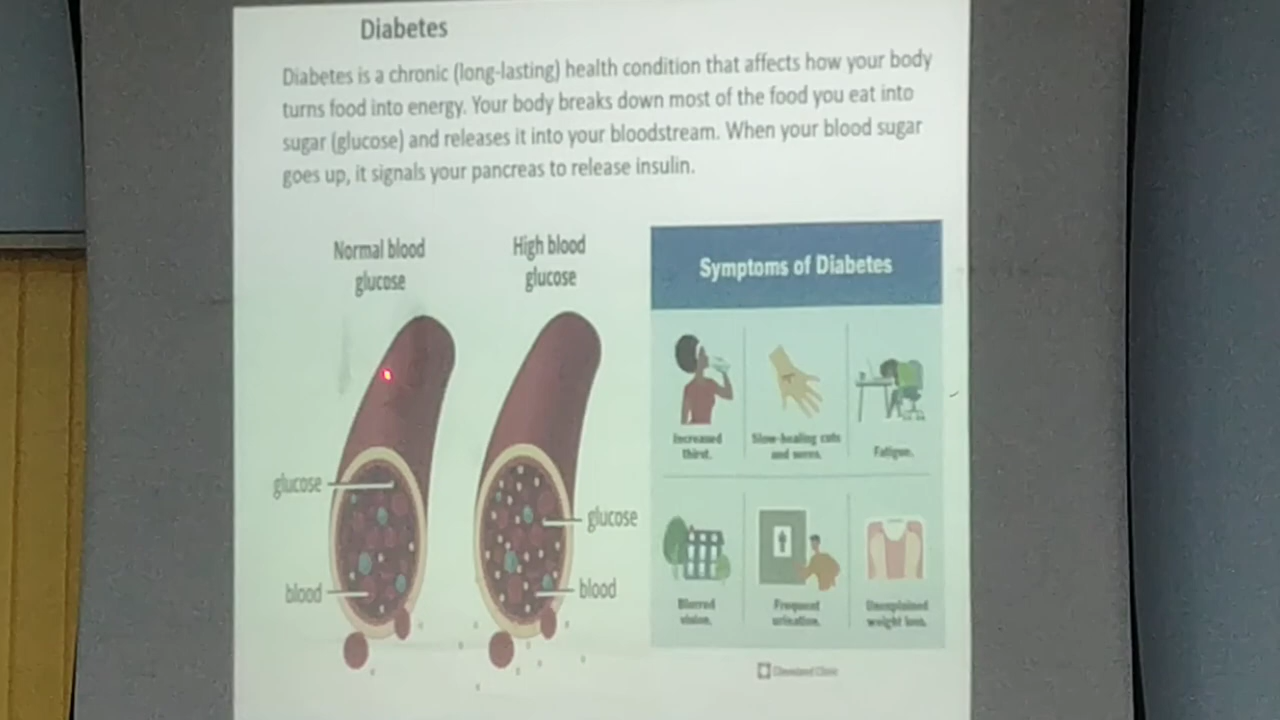 Diabetes
Diabetes is a chronic (long-lasting) health condition that affects how your body
turns food into energy. Your body breaks down most of the food you eat into
sugar (glucose) and releases it into your bloodstream. When your blood sugar
goes up, it signals your pancreas to release insulin.
Normal blood
glucose
High blood
glucose
glucose
blood
glucose
blood
Symptoms of Diabetes
Increased
thirst.
Slow-healing cuts
and sores.
Fatigue.
Blurred
vision.
Frequent
urination.
Unexplained
weight loss.
Cleveland Clinic